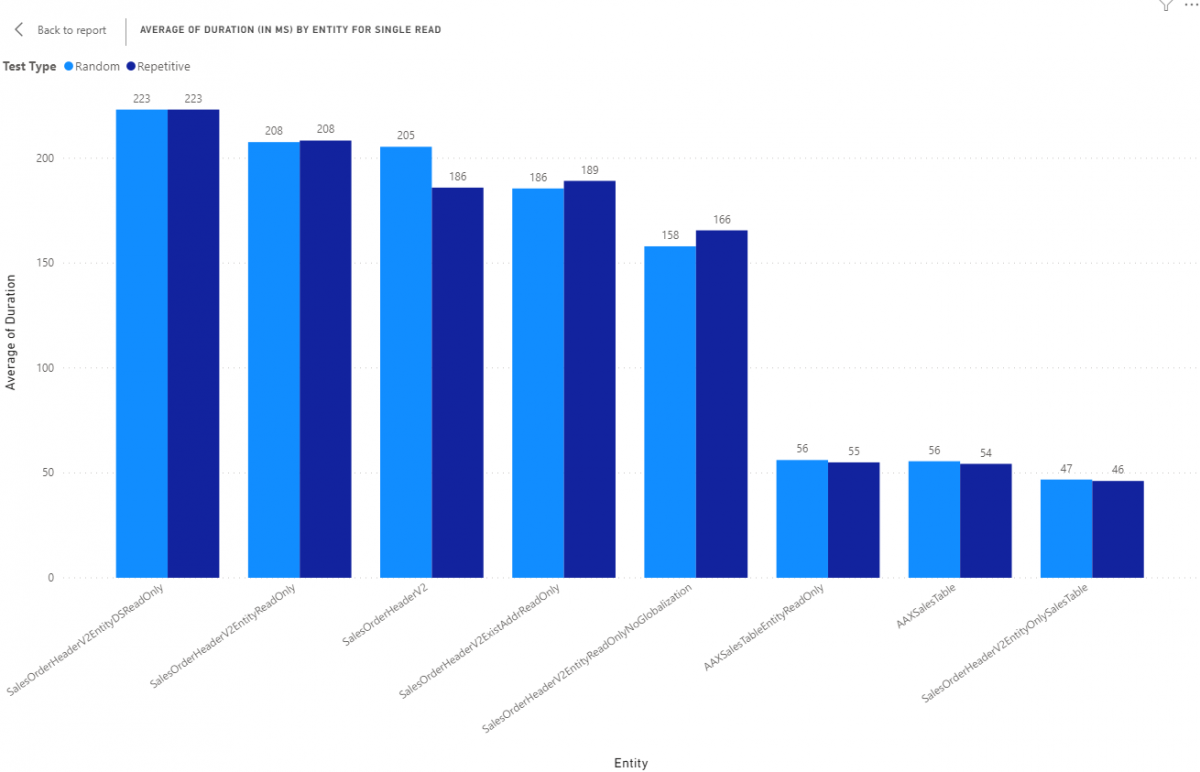 Back to report
AVERAGE OF DURATION (IN MS) BY ENTITY FOR SINGLE READ
Test Type Random Repetitive
223 223
208 208
205 186
186 189
158 166
56 55
56 54
47 46
200
150
100
50
0
Average of Duration
SalesOrderHeaderV2EntityDSReadOnly
SalesOrderHeaderV2EntityReadOnly
SalesOrderHeaderV2
SalesOrderHeaderV2ExistAddrReadOnly
SalesOrderHeaderV2EntityReadOnlyNoGlobalization
AAXSalesTableEntityReadOnly
AAXSalesTable
SalesOrderHeaderV2EntityOnlySalesTable
Entity